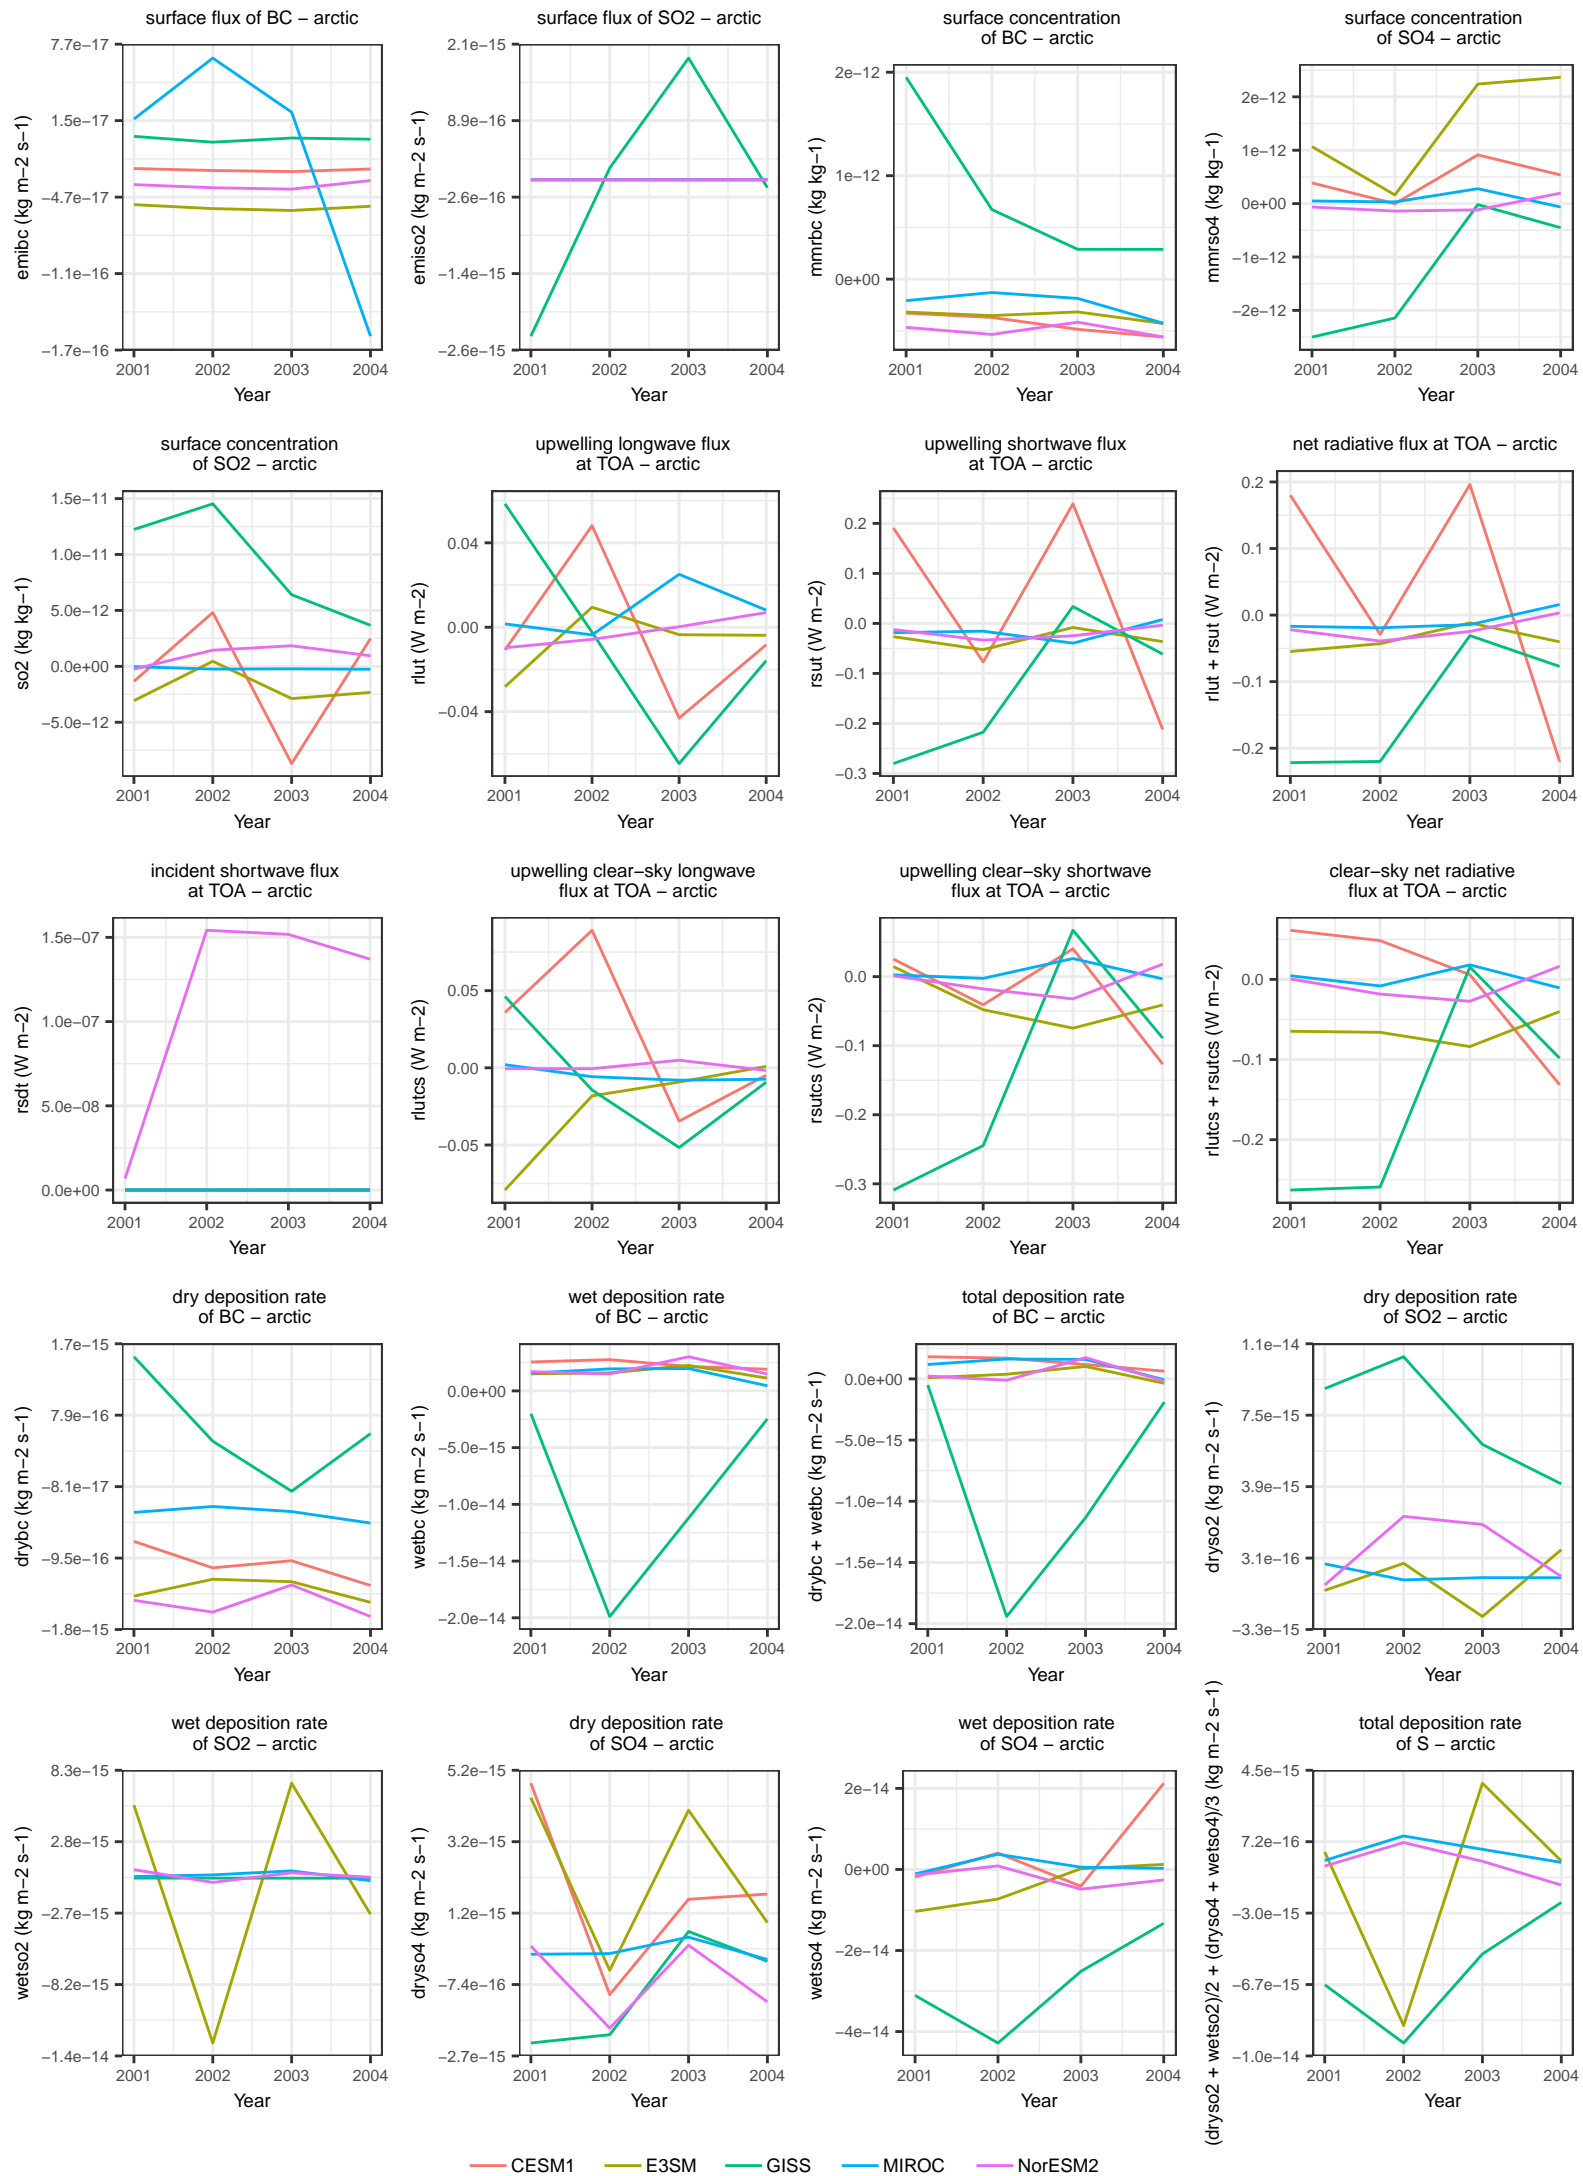 surface flux of BC − arctic
7.7e−17
1.5e−17
−4.7e−17
−1.1e−16
−1.7e−16
emibc (kg m−2 s−1)
2001 2002 2003 2004
Year
surface flux of SO2 − arctic
2.1e−15
8.9e−16
−2.6e−16
−1.4e−15
−2.6e−15
emiso2 (kg m−2 s−1)
2001 2002 2003 2004
Year
surface concentration
of BC − arctic
2e−12
1e−12
0e+00
mmrbc (kg kg−1)
2001 2002 2003 2004
Year
surface concentration
of SO4 − arctic
2e−12
1e−12
0e+00
−1e−12
−2e−12
mmrso4 (kg kg−1)
2001 2002 2003 2004
Year
surface concentration
of SO2 − arctic
1.5e−11
1.0e−11
5.0e−12
0.0e+00
−5.0e−12
so2 (kg kg−1)
2001 2002 2003 2004
Year
upwelling longwave flux
at TOA − arctic
0.04
0.00
−0.04
rlut (W m−2)
2001 2002 2003 2004
Year
upwelling shortwave flux
at TOA − arctic
0.2
0.1
0.0
−0.1
−0.2
−0.3
rsut (W m−2)
2001 2002 2003 2004
Year
net radiative flux at TOA − arctic
0.2
0.1
0.0
−0.1
−0.2
rlut + rsut (W m−2)
2001 2002 2003 2004
Year
incident shortwave flux
at TOA − arctic
1.5e−07
1.0e−07
5.0e−08
0.0e+00
rsdt (W m−2)
2001 2002 2003 2004
Year
upwelling clear−sky longwave
flux at TOA − arctic
0.05
0.00
−0.05
rlutcs (W m−2)
2001 2002 2003 2004
Year
upwelling clear−sky shortwave
flux at TOA − arctic
0.0
−0.1
−0.2
−0.3
rsutcs (W m−2)
2001 2002 2003 2004
Year
clear−sky net radiative
flux at TOA − arctic
0.0
−0.1
−0.2
rlutcs + rsutcs (W m−2)
2001 2002 2003 2004
Year
dry deposition rate
of BC − arctic
1.7e−15
7.9e−16
−8.1e−17
−9.5e−16
−1.8e−15
drybc (kg m−2 s−1)
2001 2002 2003 2004
Year
wet deposition rate
of BC − arctic
0.0e+00
−5.0e−15
−1.0e−14
−1.5e−14
−2.0e−14
wetbc (kg m−2 s−1)
2001 2002 2003 2004
Year
total deposition rate
of BC − arctic
0.0e+00
−5.0e−15
−1.0e−14
−1.5e−14
−2.0e−14
drybc + wetbc (kg m−2 s−1)
2001 2002 2003 2004
Year
dry deposition rate
of SO2 − arctic
1.1e−14
7.5e−15
3.9e−15
3.1e−16
−3.3e−15
dryso2 (kg m−2 s−1)
2001 2002 2003 2004
Year
wet deposition rate
of SO2 − arctic
8.3e−15
2.8e−15
−2.7e−15
−8.2e−15
−1.4e−14
wetso2 (kg m−2 s−1)
2001 2002 2003 2004
Year
dry deposition rate
of SO4 − arctic
5.2e−15
3.2e−15
1.2e−15
−7.4e−16
−2.7e−15
dryso4 (kg m−2 s−1)
2001 2002 2003 2004
Year
wet deposition rate
of SO4 − arctic
2e−14
0e+00
−2e−14
−4e−14
wetso4 (kg m−2 s−1)
2001 2002 2003 2004
Year
total deposition rate
of S − arctic
4.5e−15
7.2e−16
−3.0e−15
−6.7e−15
−1.0e−14
(dryso2 + wetso2)/2 + (dryso4 + wetso4)/3 (kg m−2 s−1)
2001 2002 2003 2004
Year
CESM1 E3SM GISS MIROC NorESM2